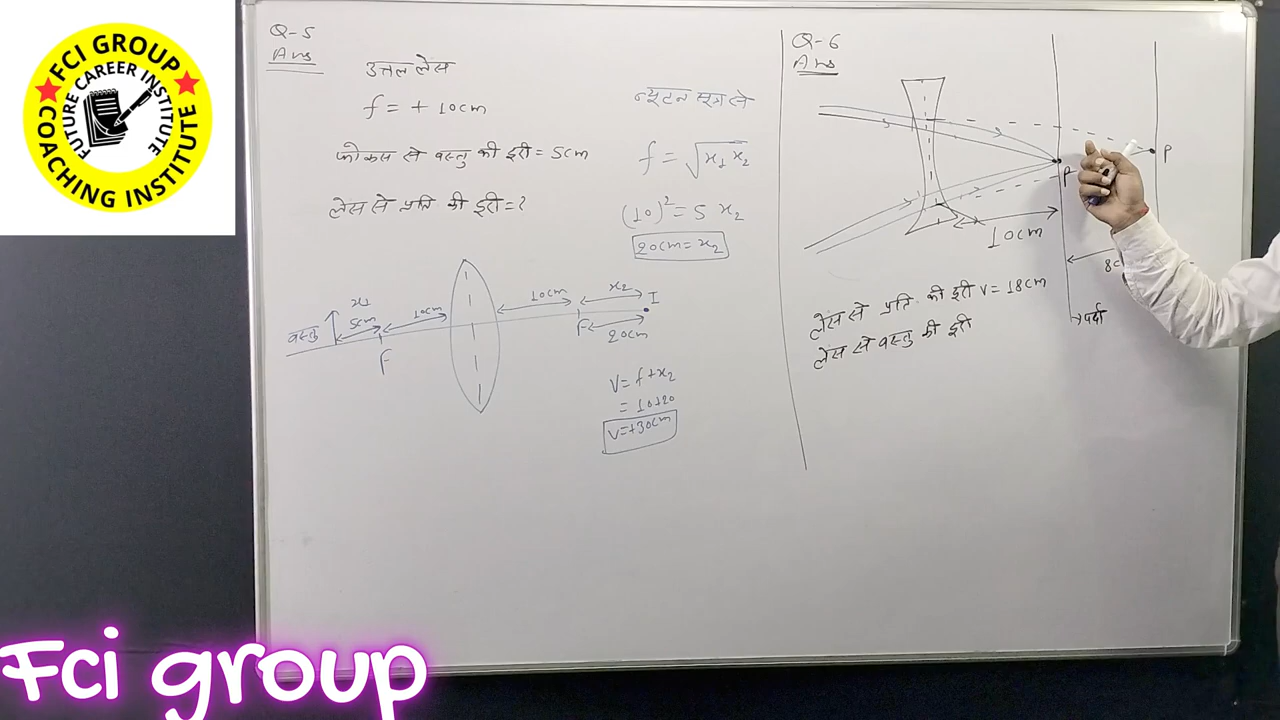 FCI GROUP
FUTURE CAREER INSTITUTE
COACHING INSTITUTE
Q-5
Ans
उत्तल लेंस
f = + 10cm
फोकस से वस्तु की दूरी = 5cm
लेंस से प्रति की दूरी = ?
न्यूटन सूत्र से
f = √x₁ x₂
(10)² = 5 x₂
20cm = x₂
वस्तु
x₁
5cm
10cm
F
10cm
x₂
I
F
20cm
V = f + x₂
= 10+20
V = +30cm
Q-6
Ans
P
P
10cm
→पर्दा
लेंस से प्रति. की दूरी V = 18cm
लेंस से वस्तु की दूरी
Fci group